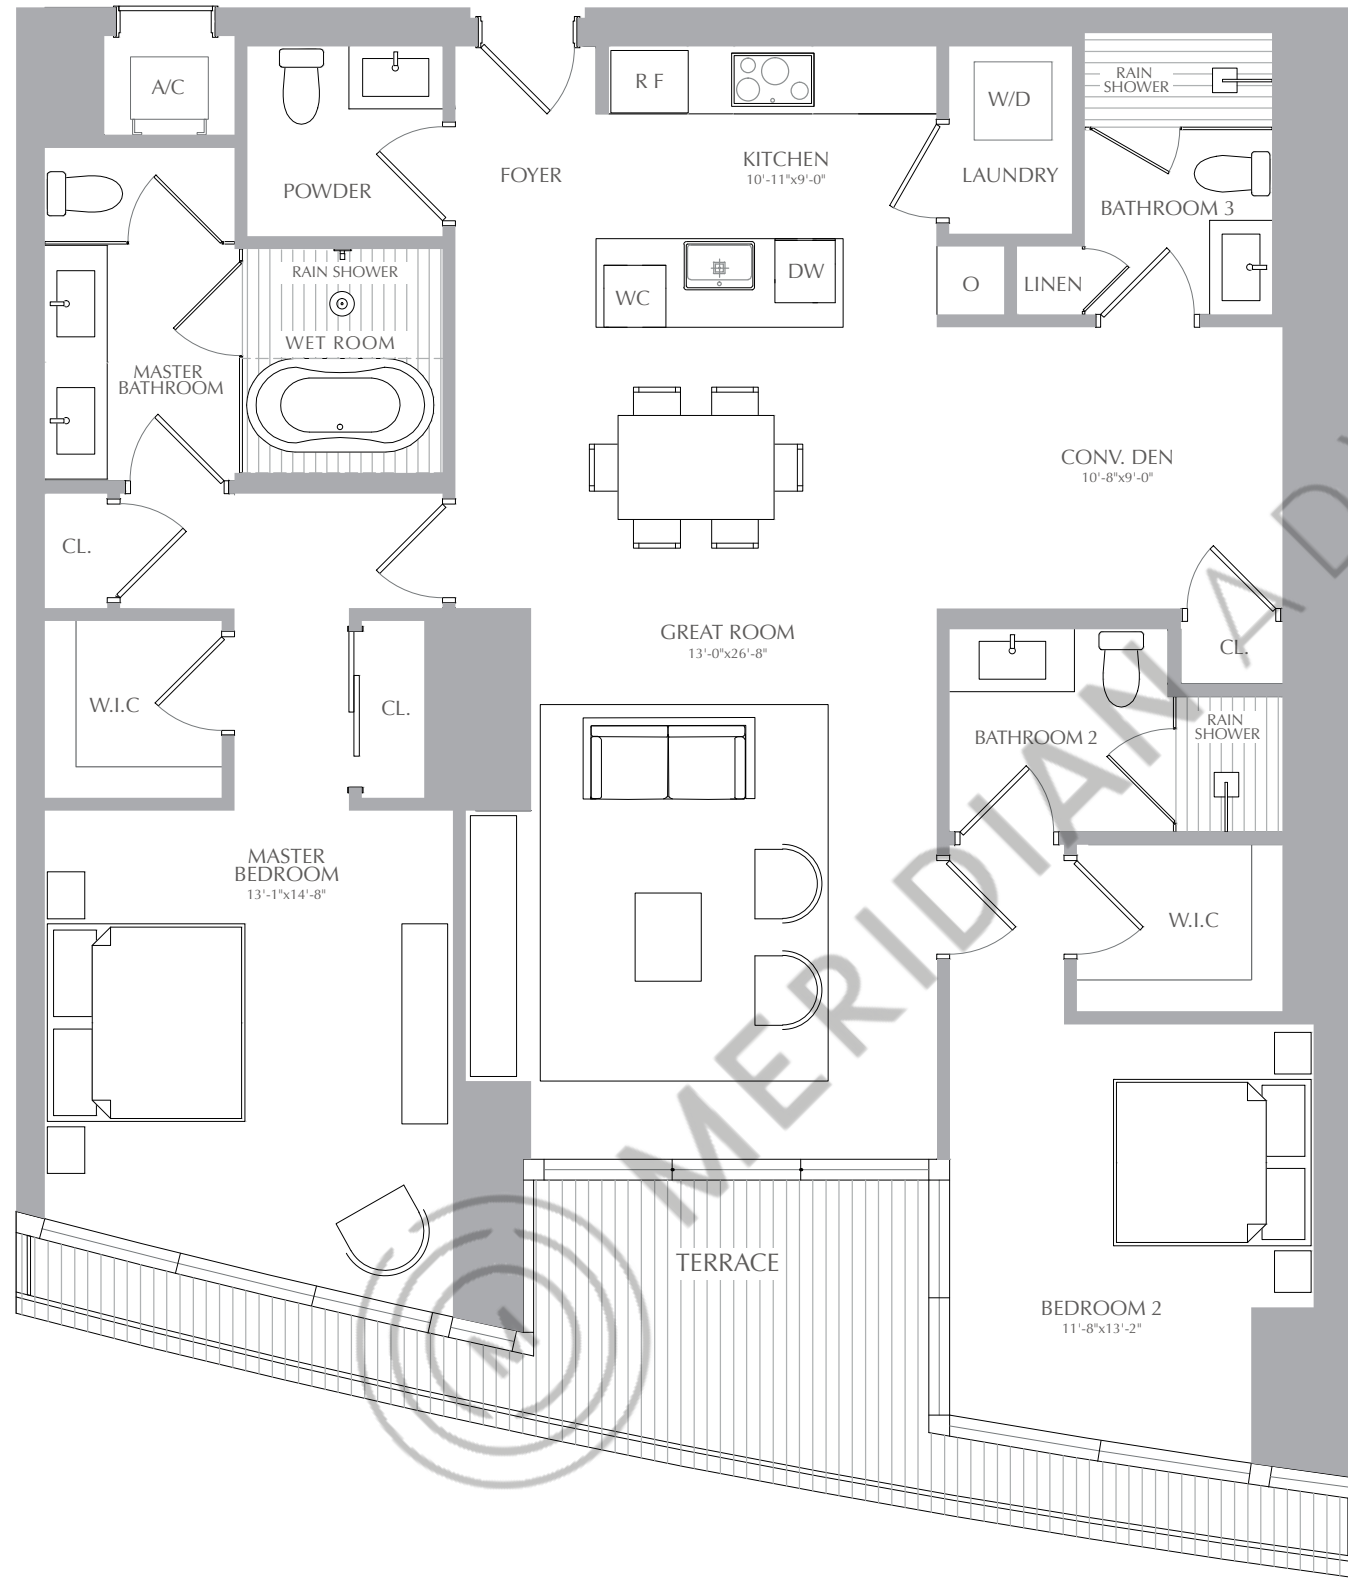 A/C
R F
W/D
RAIN
SHOWER
POWDER
FOYER
KITCHEN
10'-11"x9'-0"
LAUNDRY
BATHROOM 3
RAIN SHOWER
WC
DW
O
LINEN
WET ROOM
MASTER
BATHROOM
CONV. DEN
10'-8"x9'-0"
CL.
GREAT ROOM
13'-0"x26'-8"
CL.
W.I.C
CL.
BATHROOM 2
RAIN
SHOWER
MASTER
BEDROOM
13'-1"x14'-8"
W.I.C
TERRACE
BEDROOM 2
11'-8"x13'-2"
M MERIDIAN AD